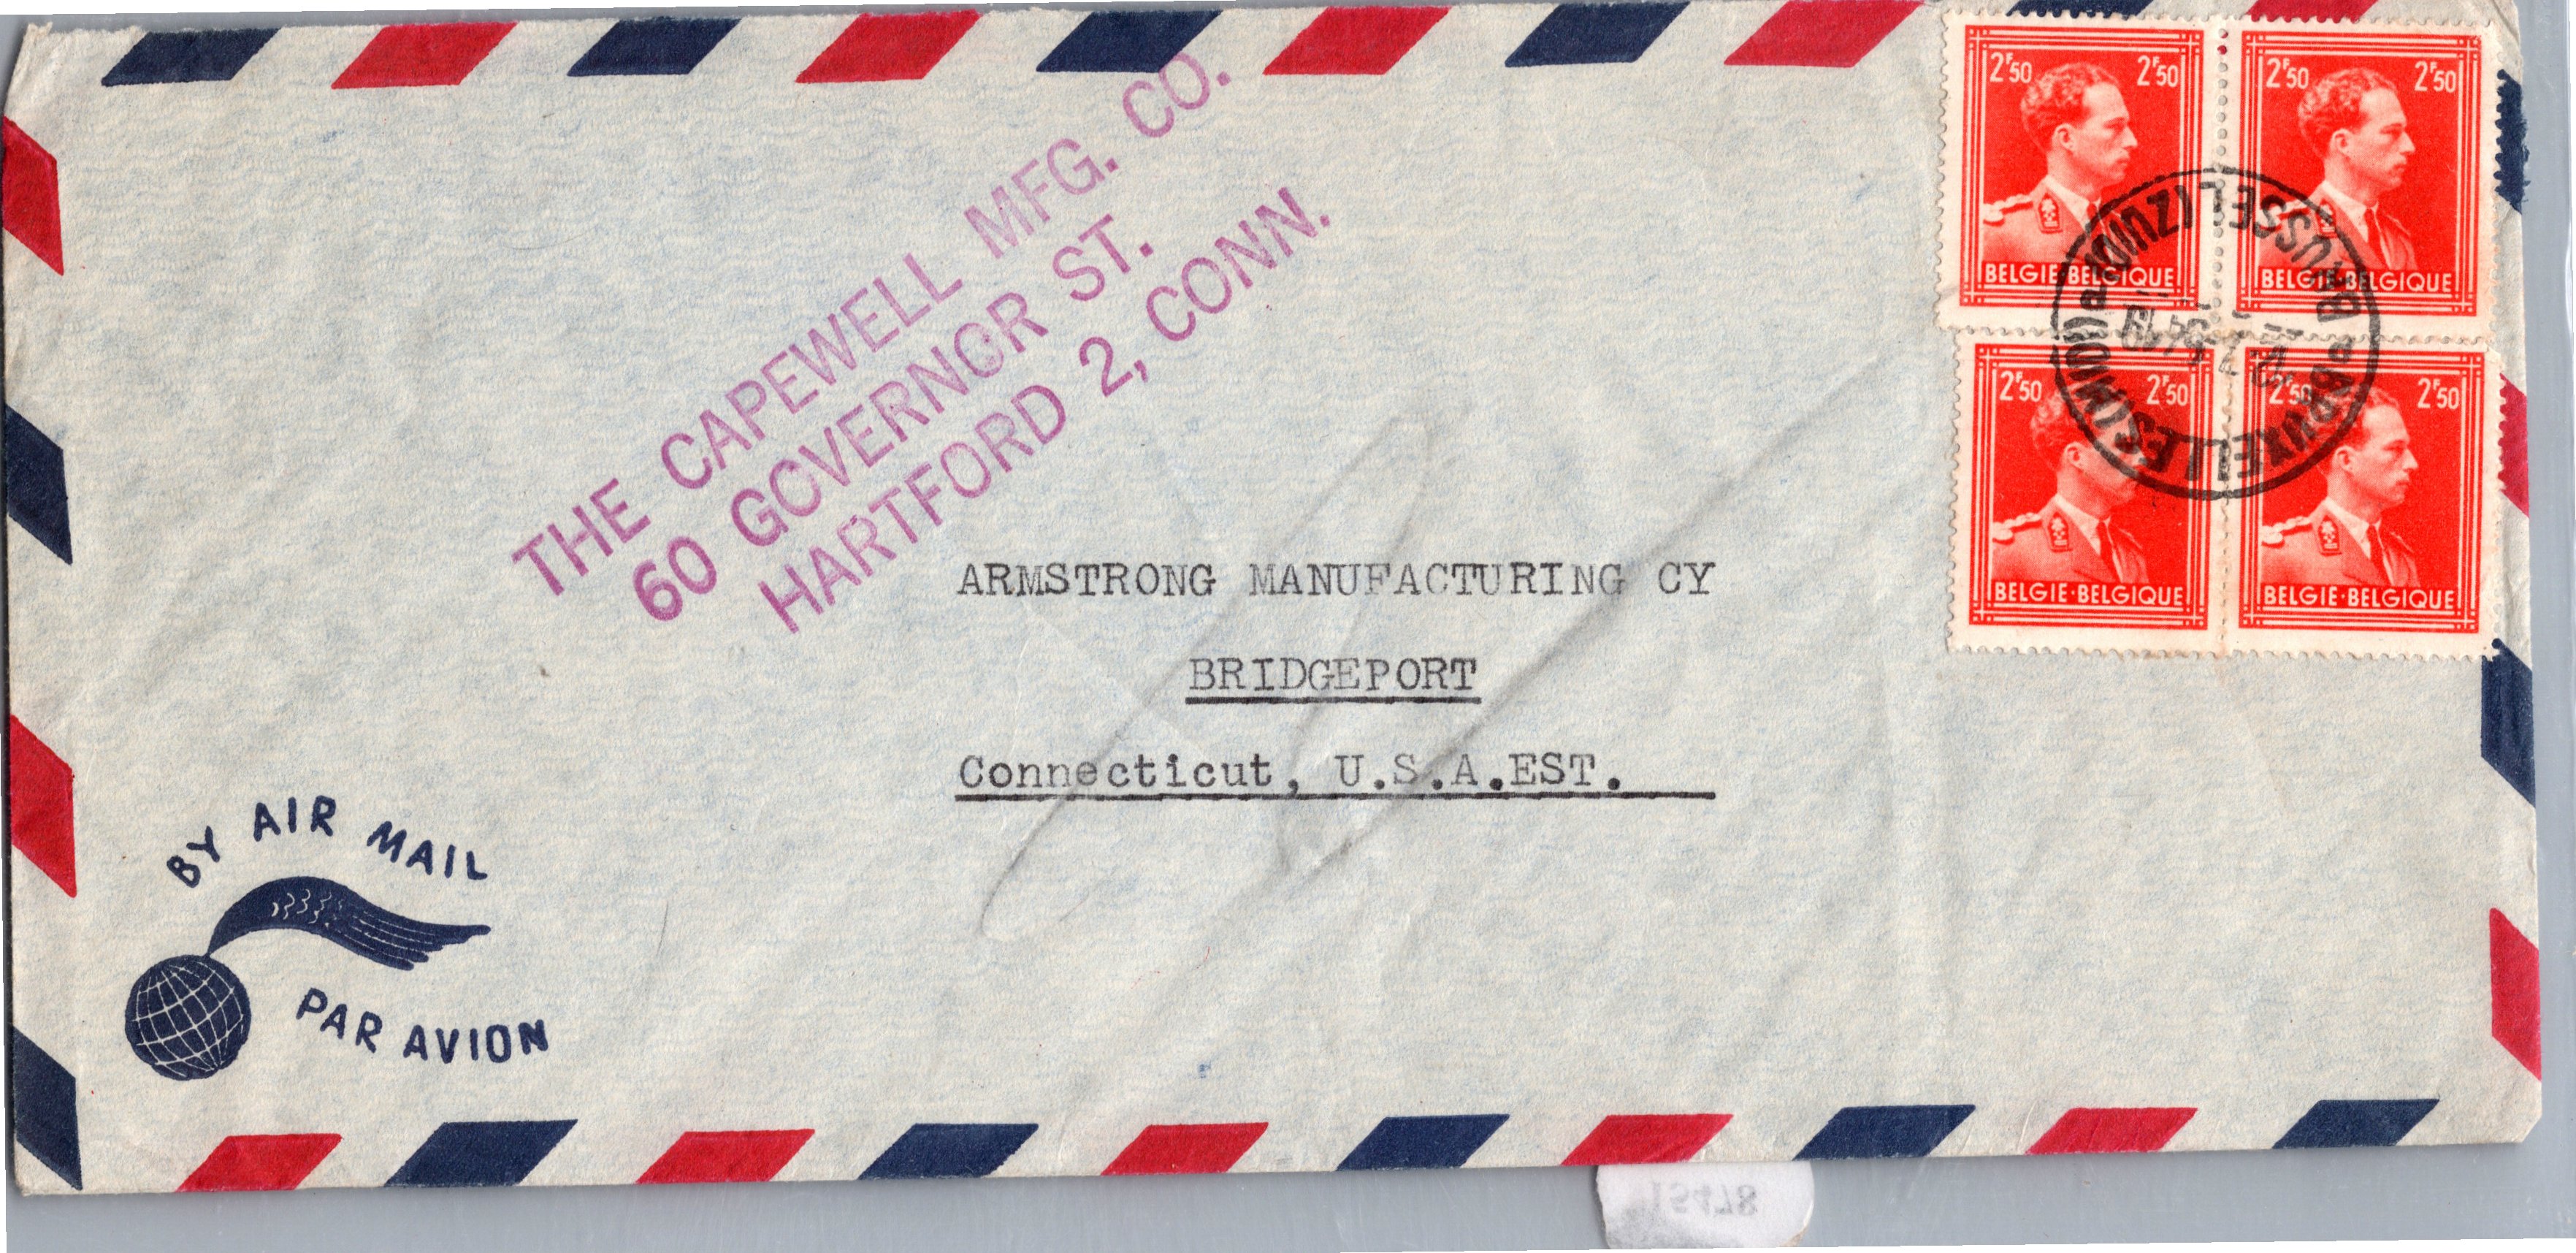 THE CAPEWELL MFG. CO.
60 GOVERNOR ST.
HARTFORD 2, CONN.
2F50 2F50
BELGIE·BELGIQUE
2F50 2F50
BELGIE·BELGIQUE
2F50 2F50
BELGIE·BELGIQUE
2F50 2F50
BELGIE·BELGIQUE
BRUXELLES (MIDI)
BRUSSEL (ZUID)
ARMSTRONG MANUFACTURING CY
BRIDGEPORT
Connecticut, U.S.A.EST.
BY AIR MAIL
PAR AVION
15478